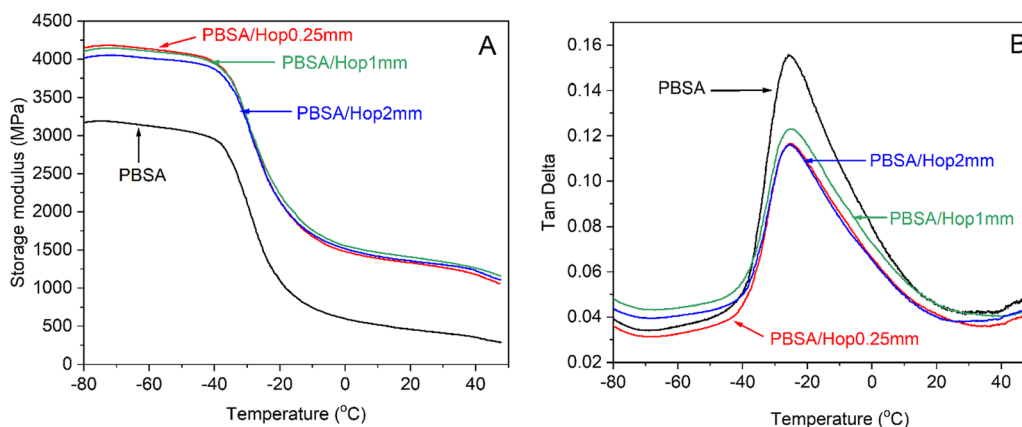 A
4500
4000
3500
3000
2500
2000
1500
1000
500
0
-80 -60 -40 -20 0 20 40
Storage modulus (MPa)
Temperature (°C)
PBSA/Hop0.25mm
PBSA/Hop1mm
PBSA/Hop2mm
PBSA
B
0.16
0.14
0.12
0.10
0.08
0.06
0.04
0.02
-80 -60 -40 -20 0 20 40
Tan Delta
Temperature (°C)
PBSA
PBSA/Hop2mm
PBSA/Hop1mm
PBSA/Hop0.25mm